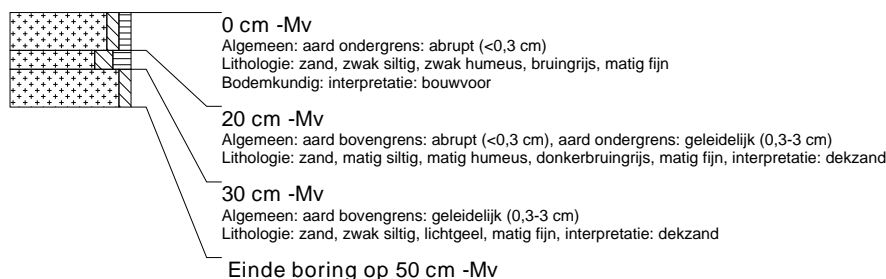 0 cm -Mv
Algemeen: aard ondergrens: abrupt (<0,3 cm)
Lithologie: zand, zwak siltig, zwak humeus, bruingrijs, matig fijn
Bodemkundig: interpretatie: bouwvoor
20 cm -Mv
Algemeen: aard bovengrens: abrupt (<0,3 cm), aard ondergrens: geleidelijk (0,3-3 cm)
Lithologie: zand, matig siltig, matig humeus, donkerbruingrijs, matig fijn, interpretatie: dekzand
30 cm -Mv
Algemeen: aard bovengrens: geleidelijk (0,3-3 cm)
Lithologie: zand, zwak siltig, lichtgeel, matig fijn, interpretatie: dekzand
Einde boring op 50 cm -Mv